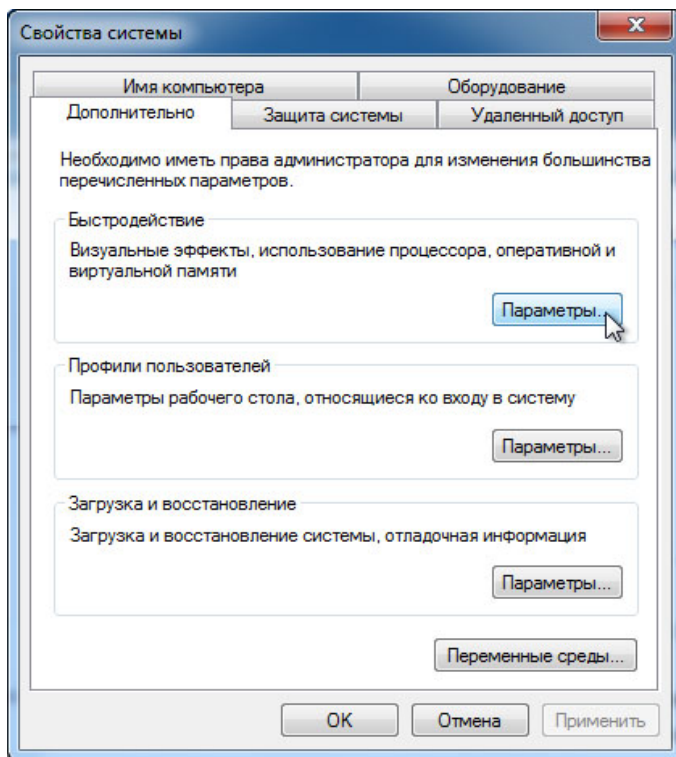 Свойства системы
Имя компьютера
Оборудование
Дополнительно
Защита системы
Удаленный доступ
Необходимо иметь права администратора для изменения большинства
перечисленных параметров.
Быстродействие
Визуальные эффекты, использование процессора, оперативной и
виртуальной памяти
Параметры...
Профили пользователей
Параметры рабочего стола, относящиеся ко входу в систему
Параметры...
Загрузка и восстановление
Загрузка и восстановление системы, отладочная информация
Параметры...
Переменные среды...
OK
Отмена
Применить